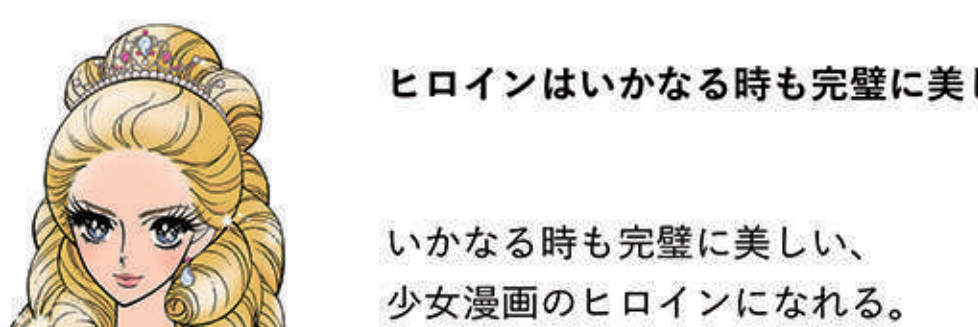 ヒロインはいかなる時も完璧に美し
いかなる時も完璧に美しい、
少女漫画のヒロインになれる。